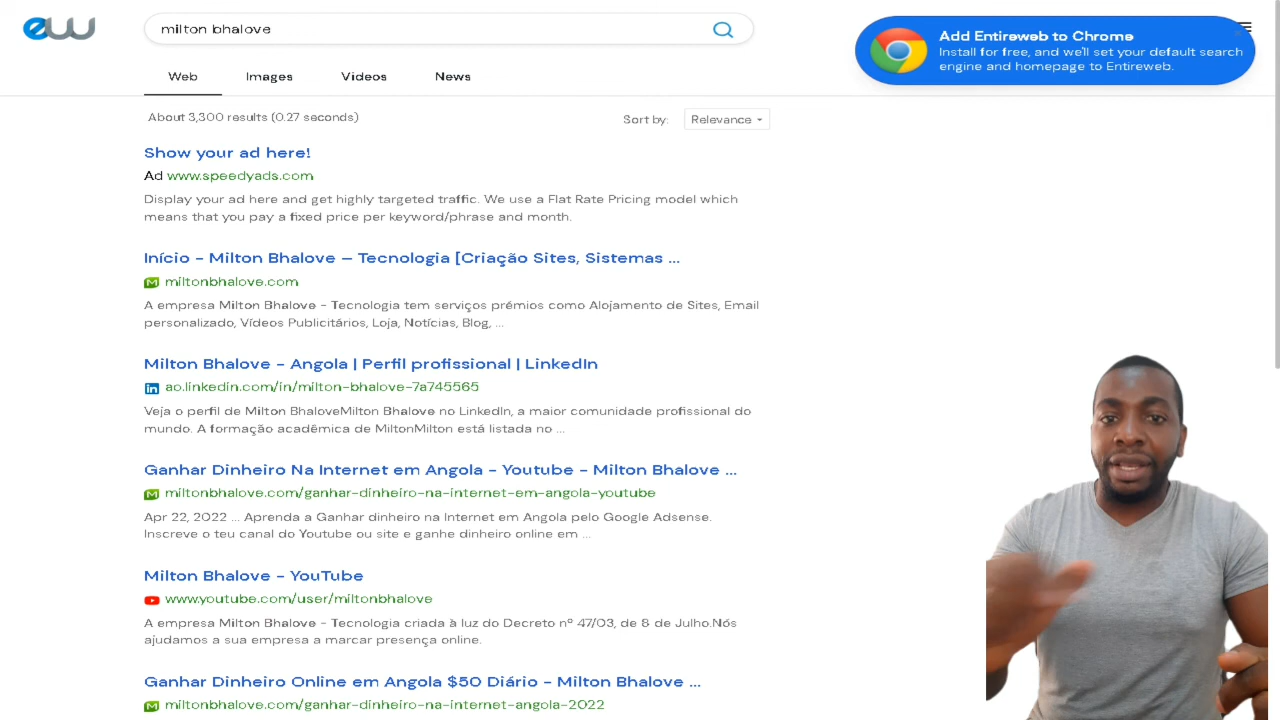 ew
milton bhalove
Add Entireweb to Chrome
Install for free, and we'll set your default search
engine and homepage to Entireweb.
Web Images Videos News
About 3,300 results (0.27 seconds)
Sort by: Relevance
Show your ad here!
Ad www.speedyads.com
Display your ad here and get highly targeted traffic. We use a Flat Rate Pricing model which
means that you pay a fixed price per keyword/phrase and month.
Início - Milton Bhalove – Tecnologia [Criação Sites, Sistemas ...
miltonbhalove.com
A empresa Milton Bhalove - Tecnologia tem serviços prémios como Alojamento de Sites, Email
personalizado, Vídeos Publicitários, Loja, Notícias, Blog, ...
Milton Bhalove - Angola | Perfil profissional | LinkedIn
in ao.linkedin.com/in/milton-bhalove-7a745565
Veja o perfil de Milton BhaloveMilton Bhalove no LinkedIn, a maior comunidade profissional do
mundo. A formação acadêmica de MiltonMilton está listada no ...
Ganhar Dinheiro Na Internet em Angola - Youtube - Milton Bhalove ...
miltonbhalove.com/ganhar-dinheiro-na-internet-em-angola-youtube
Apr 22, 2022 ... Aprenda a Ganhar dinheiro na Internet em Angola pelo Google Adsense.
Inscreve o teu canal do Youtube ou site e ganhe dinheiro online em ...
Milton Bhalove - YouTube
www.youtube.com/user/miltonbhalove
A empresa Milton Bhalove - Tecnologia criada à luz do Decreto nº 47/03, de 8 de Julho.Nós
ajudamos a sua empresa a marcar presença online.
Ganhar Dinheiro Online em Angola $50 Diário - Milton Bhalove ...
miltonbhalove.com/ganhar-dinheiro-na-internet-angola-2022